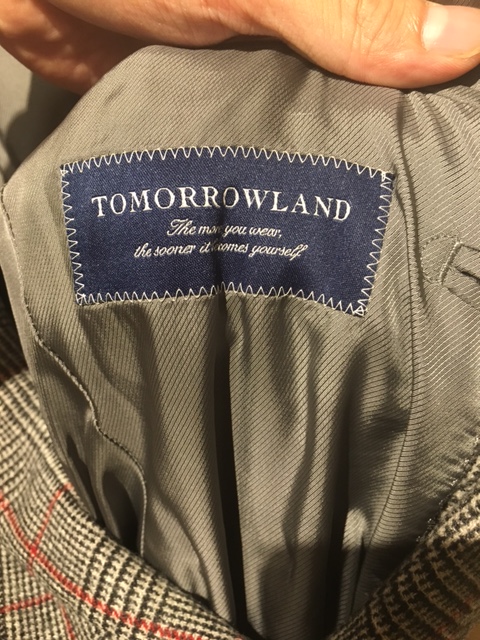 TOMORROWLAND
The more you wear,
the sooner it becomes yourself